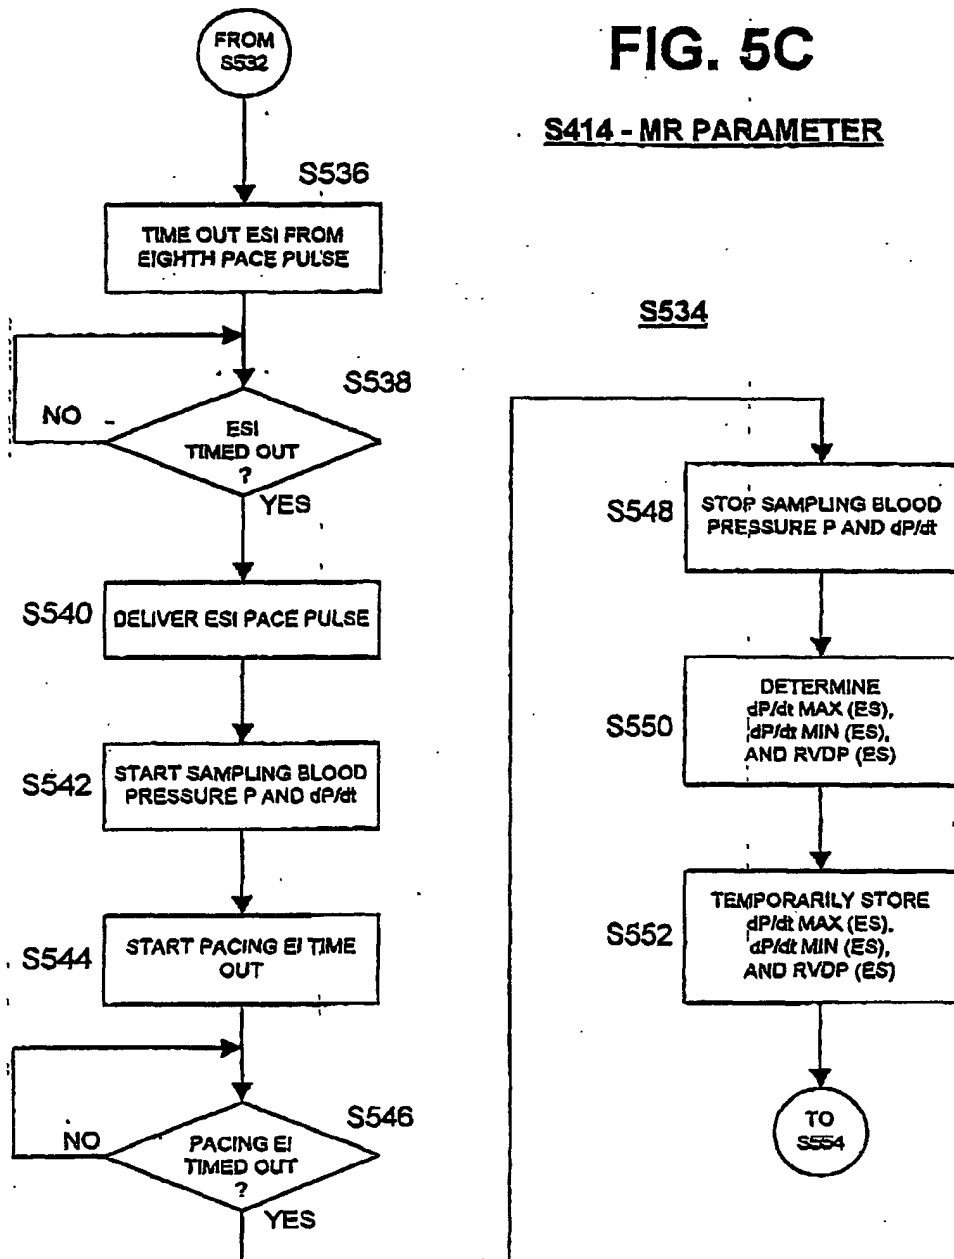 FIG. 5C
S414 - MR PARAMETER
S534
FROM
S532
S536
TIME OUT ESI FROM
EIGHTH PACE PULSE
S538
NO
ESI
TIMED OUT
?
YES
S540
DELIVER ESI PACE PULSE
S542
START SAMPLING BLOOD
PRESSURE P AND dP/dt
S544
START PACING EI TIME
OUT
S546
NO
PACING EI
TIMED OUT
?
YES
S548
STOP SAMPLING BLOOD
PRESSURE P AND dP/dt
S550
DETERMINE
dP/dt MAX (ES),
dP/dt MIN (ES),
AND RVDP (ES)
S552
TEMPORARILY STORE
dP/dt MAX (ES),
dP/dt MIN (ES),
AND RVDP (ES)
TO
S554